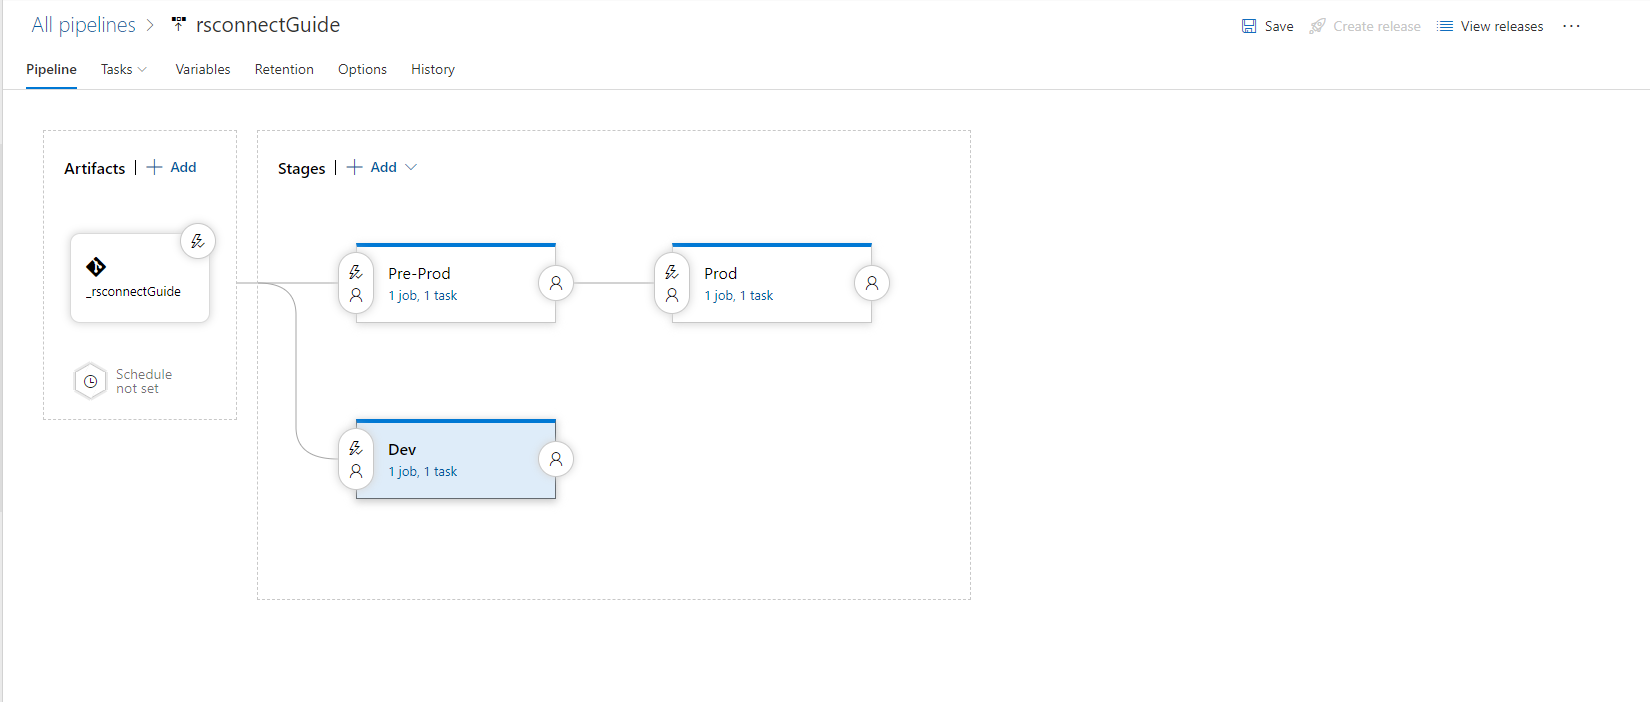 All pipelines > rsconnectGuide
Save Create release View releases ...
Pipeline Tasks Variables Retention Options History
Artifacts | + Add
Stages | + Add
_rsconnectGuide
Pre-Prod
1 job, 1 task
Prod
1 job, 1 task
Schedule
not set
Dev
1 job, 1 task